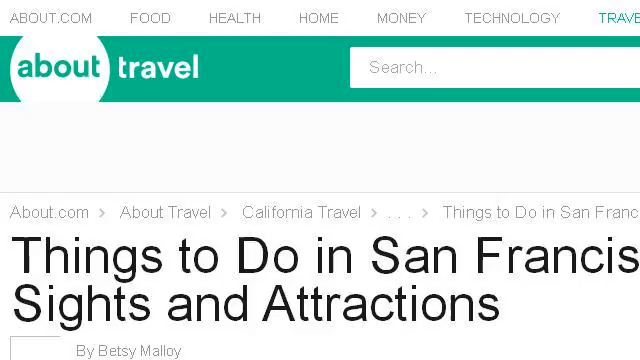 ABOUT.COM FOOD HEALTH HOME MONEY TECHNOLOGY TRAVE
about travel Search...
About.com > About Travel > California Travel > . . . > Things to Do in San Franc
Things to Do in San Francis
Sights and Attractions
By Betsy Malloy